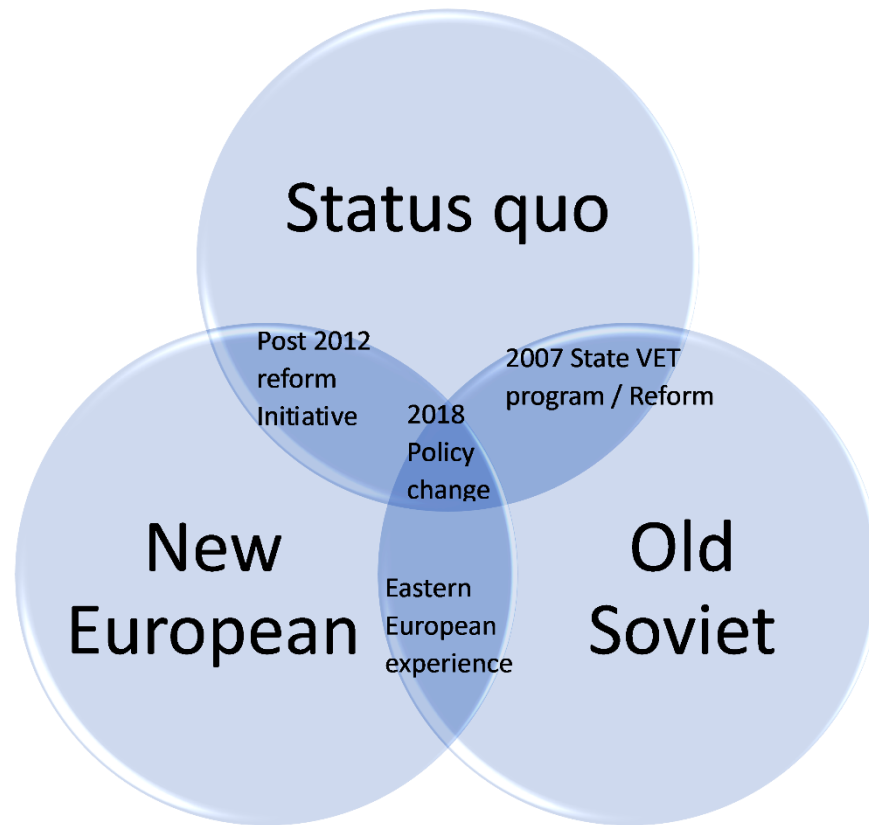 Status quo
Post 2012
reform
Initiative
2007 State VET
program / Reform
2018
Policy
change
New
European
Old
Soviet
Eastern
European
experience